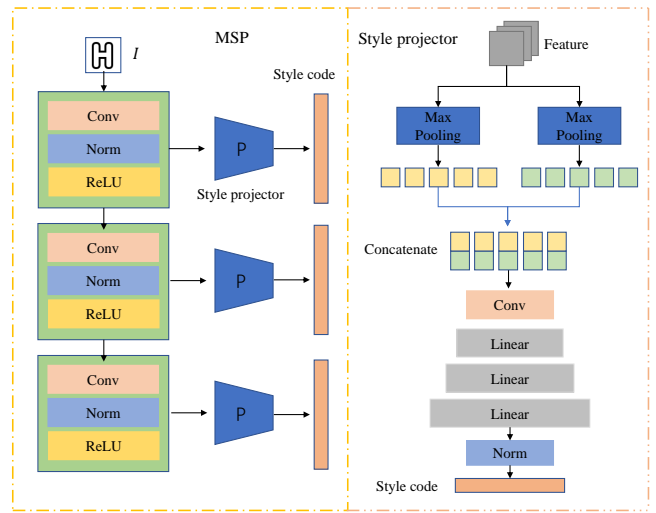 MSP
I
Style code
Conv
Norm
ReLU
P
Style projector
Conv
Norm
ReLU
P
Conv
Norm
ReLU
P
Style projector
Feature
Max
Pooling
Max
Pooling
Concatenate
Conv
Linear
Linear
Linear
Norm
Style code